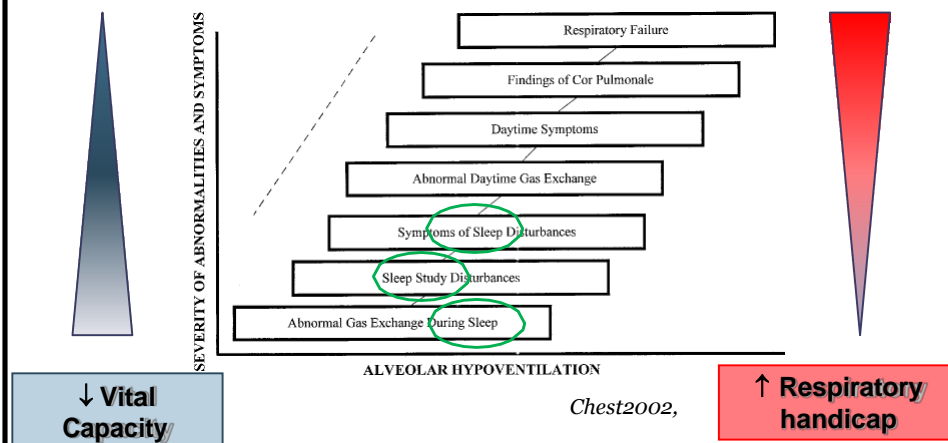 SEVERITY OF ABNORMALITIES AND SYMPTOMS
Respiratory Failure
Findings of Cor Pulmonale
Daytime Symptoms
Abnormal Daytime Gas Exchange
Symptoms of Sleep Disturbances
Sleep Study Disturbances
Abnormal Gas Exchange During Sleep
ALVEOLAR HYPOVENTILATION
↓ Vital
Capacity
Chest2002,
↑ Respiratory
handicap